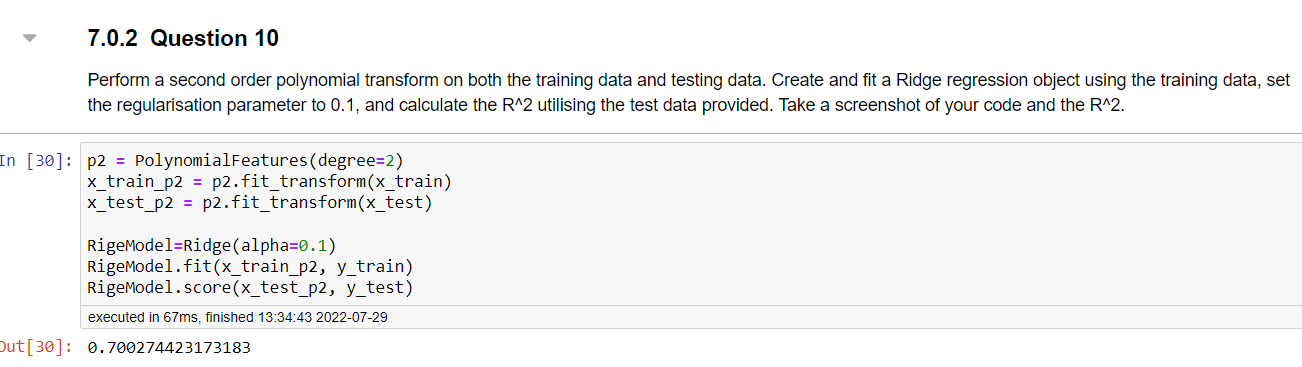 7.0.2 Question 10
Perform a second order polynomial transform on both the training data and testing data. Create and fit a Ridge regression object using the training data, set
the regularisation parameter to 0.1, and calculate the R^2 utilising the test data provided. Take a screenshot of your code and the R^2.
In [30]: p2 = PolynomialFeatures(degree=2)
x_train_p2 = p2.fit_transform(x_train)
x_test_p2 = p2.fit_transform(x_test)
RigeModel=Ridge(alpha=0.1)
RigeModel.fit(x_train_p2, y_train)
RigeModel.score(x_test_p2, y_test)
executed in 67ms, finished 13:34:43 2022-07-29
Out[30]: 0.700274423173183